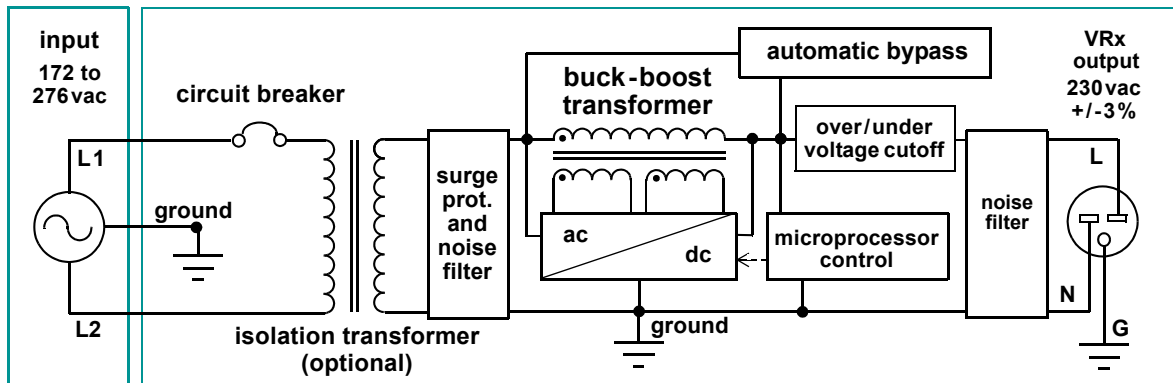 input
172 to
276 vac
circuit breaker
L1
ground
L2
isolation transformer
(optional)
surge
prot.
and
noise
filter
buck-boost
transformer
automatic bypass
ac
dc
ground
over/under
voltage cutoff
microprocessor
control
noise
filter
VRx
output
230 vac
+/-3%
L
N
G